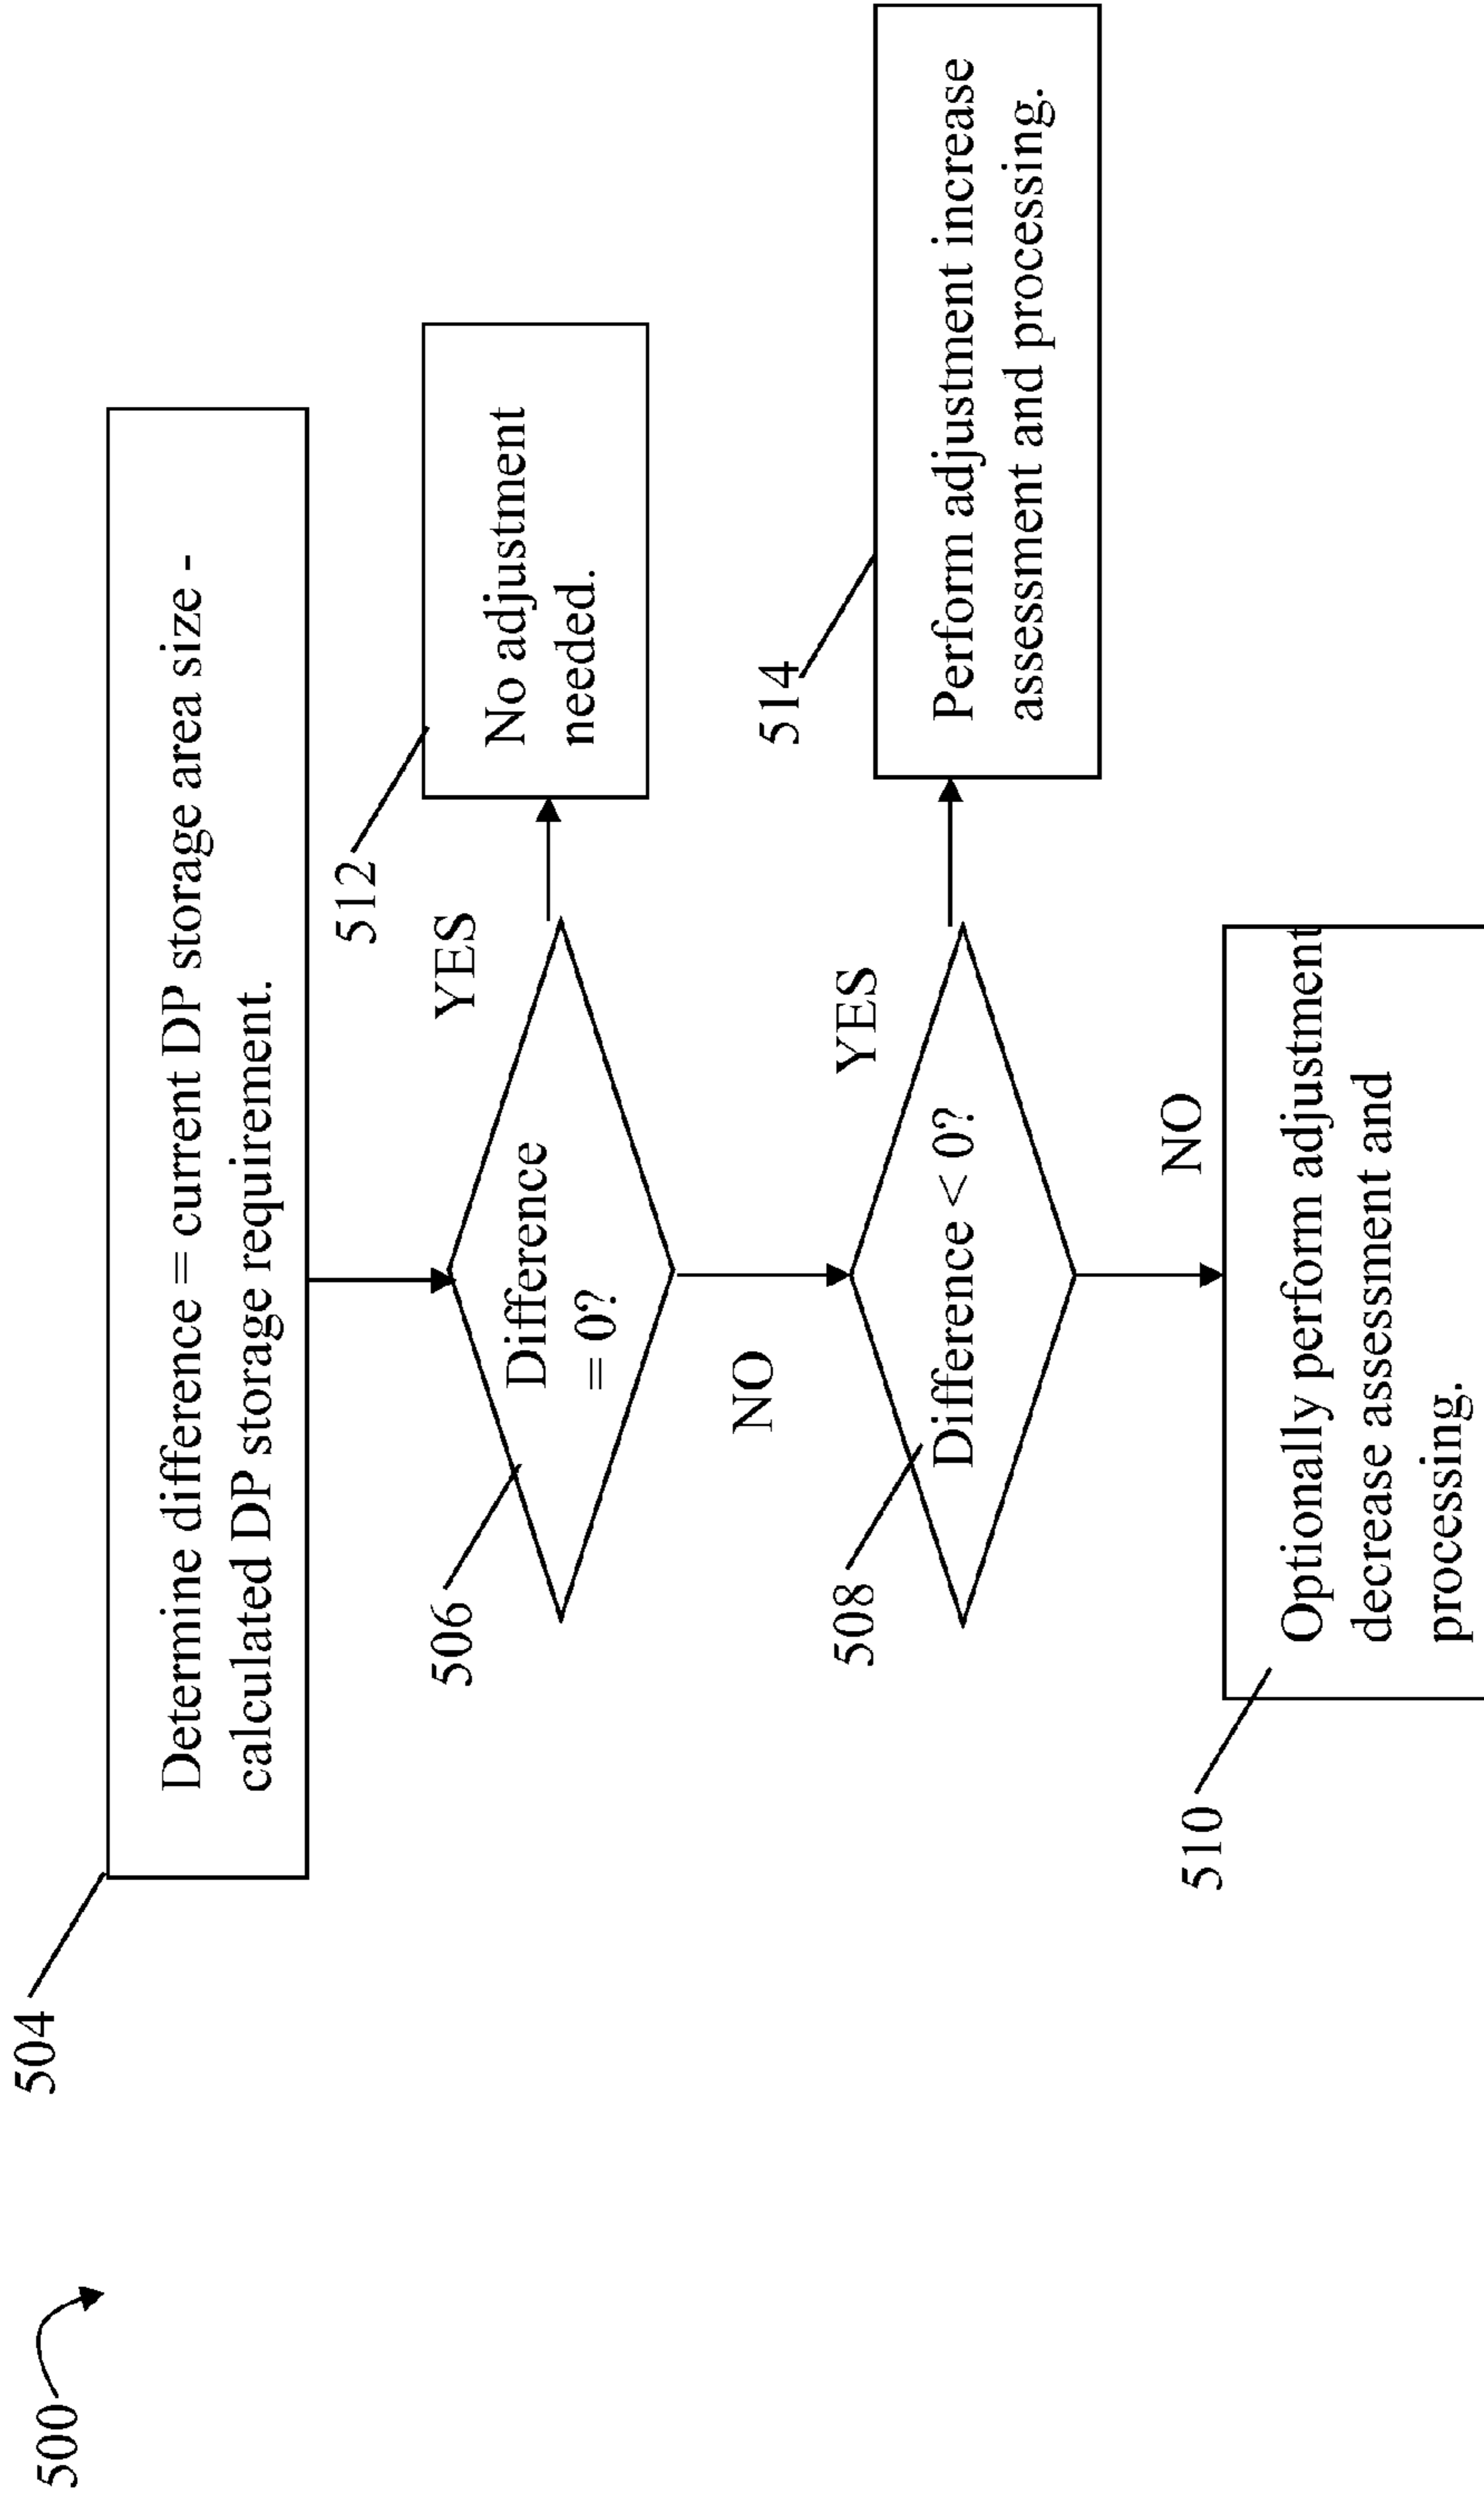 500
504
Determine difference = current DP storage area size -
calculated DP storage requirement.
506
Difference
= 0?
YES
512
No adjustment
needed.
NO
508
Difference < 0?
YES
514
Perform adjustment increase
assessment and processing.
NO
510
Optionally perform adjustment
decrease assessment and
processing.